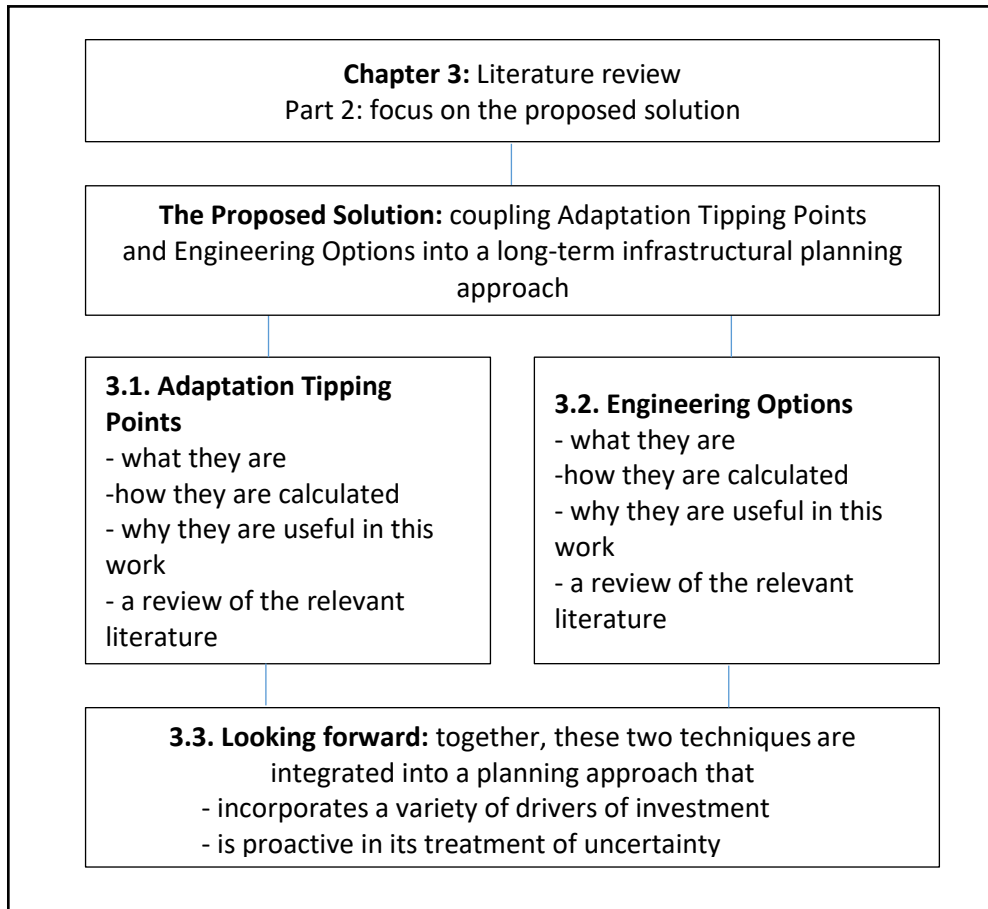 Chapter 3: Literature review
Part 2: focus on the proposed solution
The Proposed Solution: coupling Adaptation Tipping Points
and Engineering Options into a long-term infrastructural planning
approach
3.1. Adaptation Tipping
Points
- what they are
-how they are calculated
- why they are useful in this
work
- a review of the relevant
literature
3.2. Engineering Options
- what they are
-how they are calculated
- why they are useful in this
work
- a review of the relevant
literature
3.3. Looking forward: together, these two techniques are
integrated into a planning approach that
- incorporates a variety of drivers of investment
- is proactive in its treatment of uncertainty